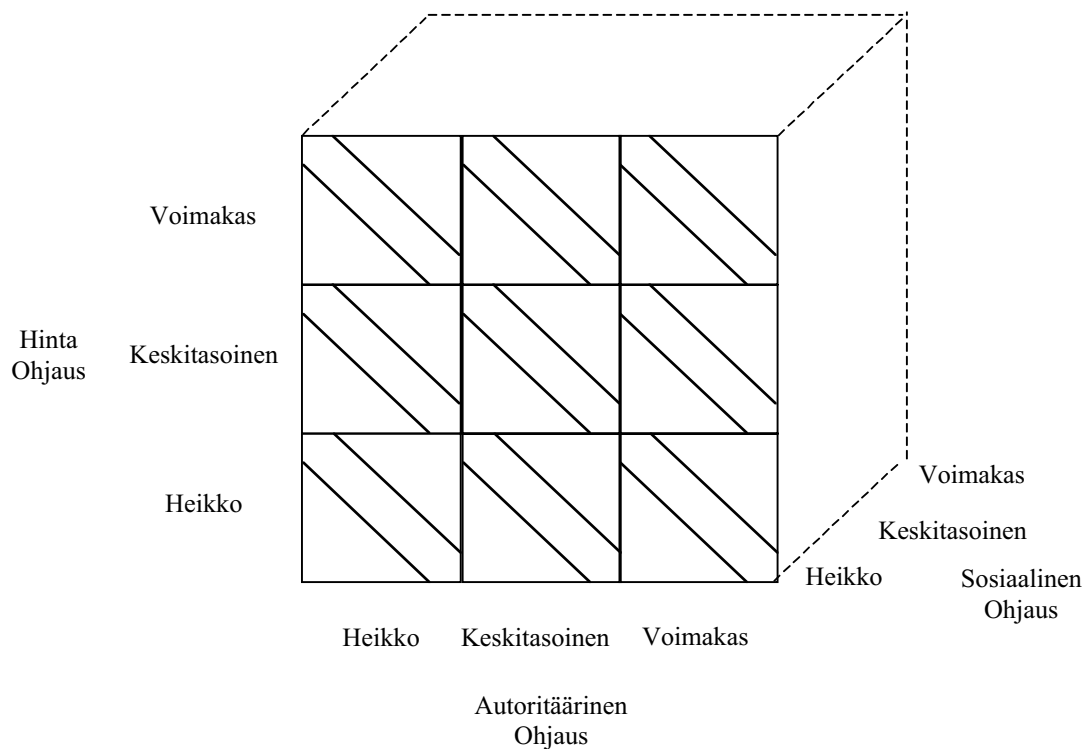 Voimakas
Hinta
Ohjaus
Keskitasoinen
Heikko
Voimakas
Keskitasoinen
Heikko
Sosiaalinen
Ohjaus
Heikko
Keskitasoinen
Voimakas
Autoritäärinen
Ohjaus